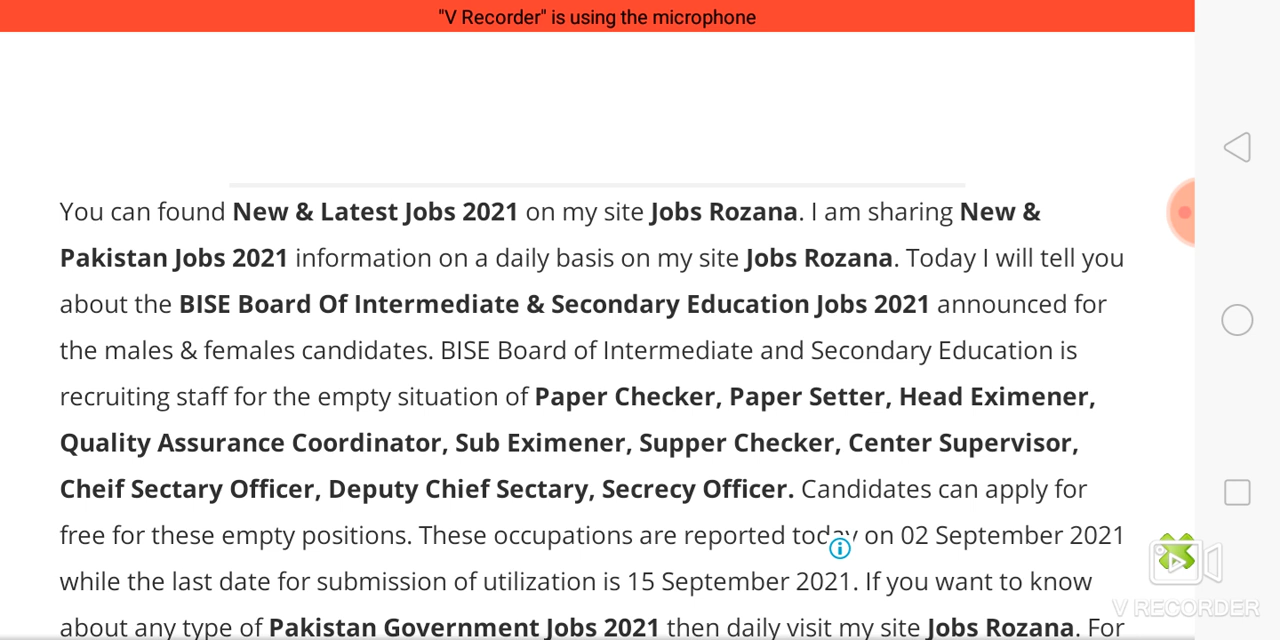 "V Recorder" is using the microphone
You can found New & Latest Jobs 2021 on my site Jobs Rozana. I am sharing New &
Pakistan Jobs 2021 information on a daily basis on my site Jobs Rozana. Today I will tell you
about the BISE Board Of Intermediate & Secondary Education Jobs 2021 announced for
the males & females candidates. BISE Board of Intermediate and Secondary Education is
recruiting staff for the empty situation of Paper Checker, Paper Setter, Head Eximener,
Quality Assurance Coordinator, Sub Eximener, Supper Checker, Center Supervisor,
Cheif Sectary Officer, Deputy Chief Sectary, Secrecy Officer. Candidates can apply for
free for these empty positions. These occupations are reported today on 02 September 2021
while the last date for submission of utilization is 15 September 2021. If you want to know
about any type of Pakistan Government Jobs 2021 then daily visit my site Jobs Rozana. For
V RECORDER